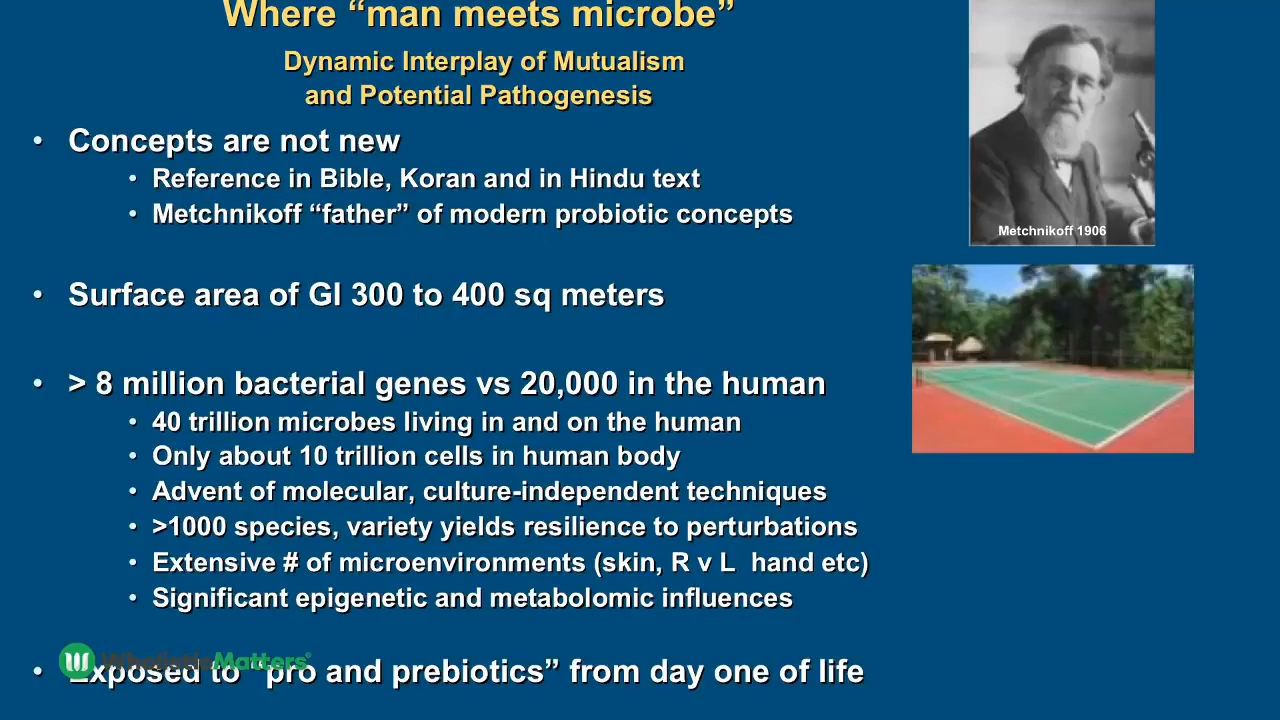 Where “man meets microbe”
Dynamic Interplay of Mutualism
and Potential Pathogenesis
• Concepts are not new
• Reference in Bible, Koran and in Hindu text
• Metchnikoff “father” of modern probiotic concepts
Metchnikoff 1906
• Surface area of GI 300 to 400 sq meters
• > 8 million bacterial genes vs 20,000 in the human
• 40 trillion microbes living in and on the human
• Only about 10 trillion cells in human body
• Advent of molecular, culture-independent techniques
• >1000 species, variety yields resilience to perturbations
• Extensive # of microenvironments (skin, R v L hand etc)
• Significant epigenetic and metabolomic influences
WholisticMatters
• Exposed to “pro and prebiotics” from day one of life